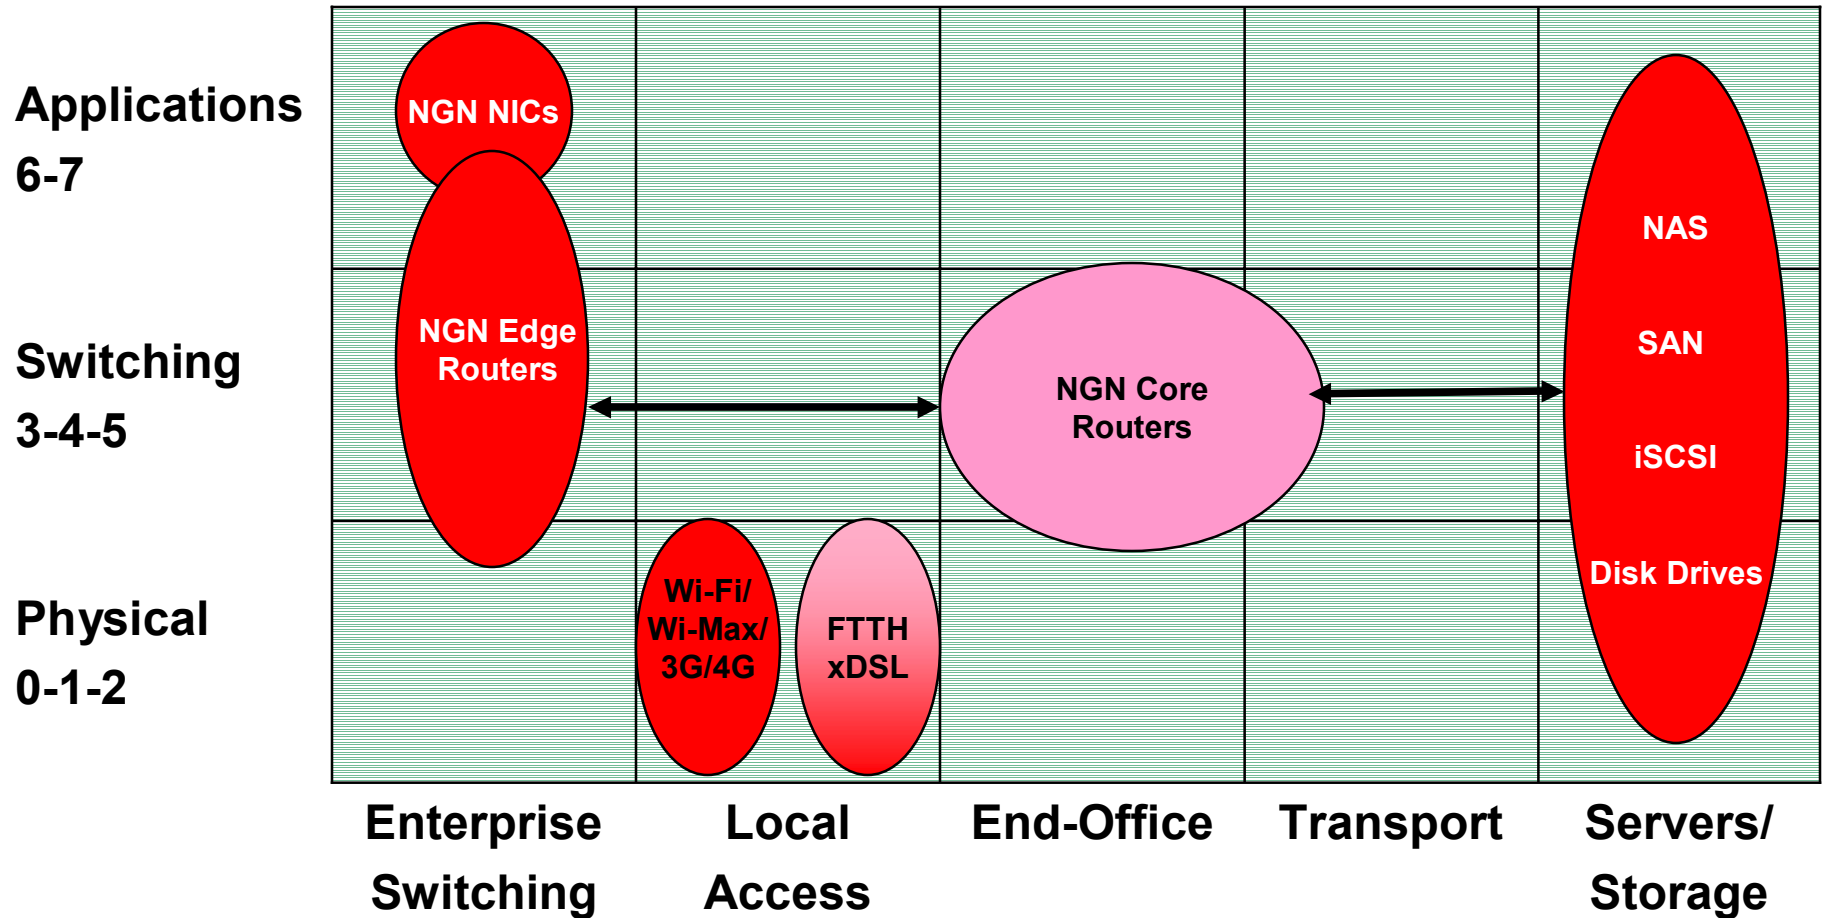 Applications
6-7
Switching
3-4-5
Physical
0-1-2
NGN NICs
NGN Edge
Routers
Wi-Fi/
Wi-Max/
3G/4G
FTTH
xDSL
NGN Core
Routers
NAS
SAN
iSCSI
Disk Drives
Enterprise
Switching
Local
Access
End-Office
Transport
Servers/
Storage